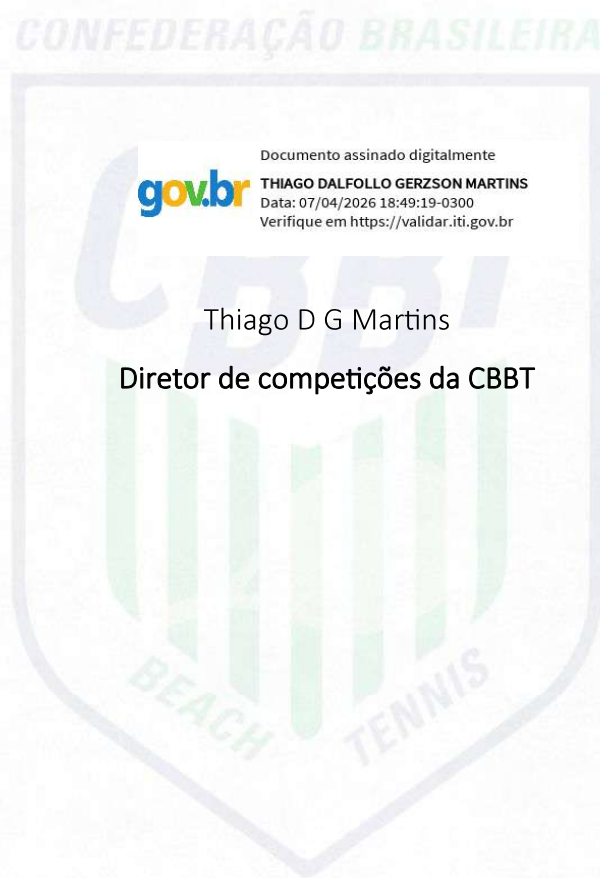 CONFEDERAÇÃO BRASILEIRA
Documento assinado digitalmente
gov.br
THIAGO DALFOLLO GERZSON MARTINS
Data: 07/04/2026 18:49:19-0300
Verifique em https://validar.iti.gov.br
CBBT
Thiago D G Martins
Diretor de competições da CBBT
BEACH TENNIS